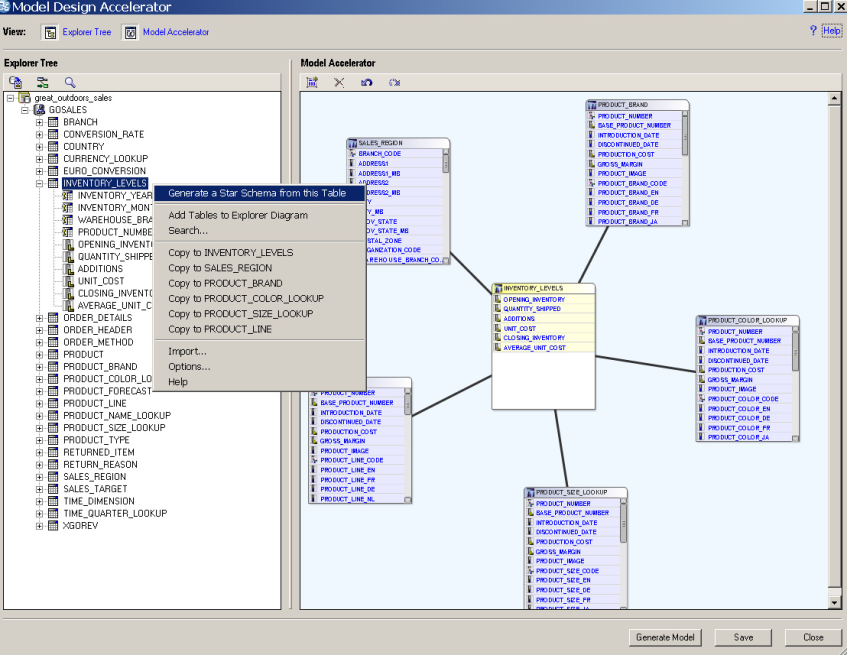 Model Design Accelerator
View: Explorer Tree Model Accelerator ? Help
Explorer Tree
great_outdoors_sales
GOSALES
BRANCH
CONVERSION_RATE
COUNTRY
CURRENCY_LOOKUP
EURO_CONVERSION
INVENTORY_LEVELS
INVENTORY_YEAR
INVENTORY_MON
WAREHOUSE_BRA
PRODUCT_NUMBE
OPENING_INVENT
QUANTITY_SHIPPE
ADDITIONS
UNIT_COST
CLOSING_INVENTO
AVERAGE_UNIT_C
ORDER_DETAILS
ORDER_HEADER
ORDER_METHOD
PRODUCT
PRODUCT_BRAND
PRODUCT_COLOR_LO
PRODUCT_FORECAST
PRODUCT_LINE
PRODUCT_NAME_LOOKUP
PRODUCT_SIZE_LOOKUP
PRODUCT_TYPE
RETURNED_ITEM
RETURN_REASON
SALES_REGION
SALES_TARGET
TIME_DIMENSION
TIME_QUARTER_LOOKUP
XGOREV
Generate a Star Schema from this Table
Add Tables to Explorer Diagram
Search...
Copy to INVENTORY_LEVELS
Copy to SALES_REGION
Copy to PRODUCT_BRAND
Copy to PRODUCT_COLOR_LOOKUP
Copy to PRODUCT_SIZE_LOOKUP
Copy to PRODUCT_LINE
Import...
Options...
Help
Model Accelerator
SALES_REGION
BRANCH_CODE
ADDRESS1
ADDRESS1_MB
ADDRESS2
DRESS2_MB
Y
Y_MB
OV_STATE
OV_STATE_MB
STAL_ZONE
GANIZATION_CODE
AREHOUSE_BRANCH_CO..
PRODUCT_BRAND
PRODUCT_NUMBER
BASE_PRODUCT_NUMBER
INTRODUCTION_DATE
DISCONTINUED_DATE
PRODUCTION_COST
GROSS_MARGIN
PRODUCT_IMAGE
PRODUCT_BRAND_CODE
PRODUCT_BRAND_EN
PRODUCT_BRAND_DE
PRODUCT_BRAND_FR
PRODUCT_BRAND_JA
INVENTORY_LEVELS
OPENING_INVENTORY
QUANTITY_SHIPPED
ADDITIONS
UNIT_COST
CLOSING_INVENTORY
AVERAGE_UNIT_COST
PRODUCT_COLOR_LOOKUP
PRODUCT_NUMBER
BASE_PRODUCT_NUMBER
INTRODUCTION_DATE
DISCONTINUED_DATE
PRODUCTION_COST
GROSS_MARGIN
PRODUCT_IMAGE
PRODUCT_COLOR_CODE
PRODUCT_COLOR_EN
PRODUCT_COLOR_DE
PRODUCT_COLOR_FR
PRODUCT_COLOR_JA
PRODUCT_NUMBER
BASE_PRODUCT_NUMBER
INTRODUCTION_DATE
DISCONTINUED_DATE
PRODUCTION_COST
GROSS_MARGIN
PRODUCT_IMAGE
PRODUCT_LINE_CODE
PRODUCT_LINE_EN
PRODUCT_LINE_FR
PRODUCT_LINE_DE
PRODUCT_LINE_NL
PRODUCT_SIZE_LOOKUP
PRODUCT_NUMBER
BASE_PRODUCT_NUMBER
INTRODUCTION_DATE
DISCONTINUED_DATE
PRODUCTION_COST
GROSS_MARGIN
PRODUCT_IMAGE
PRODUCT_SIZE_CODE
PRODUCT_SIZE_EN
PRODUCT_SIZE_DE
PRODUCT_SIZE_FR
PRODUCT_SIZE_JA
Generate Model Save Close